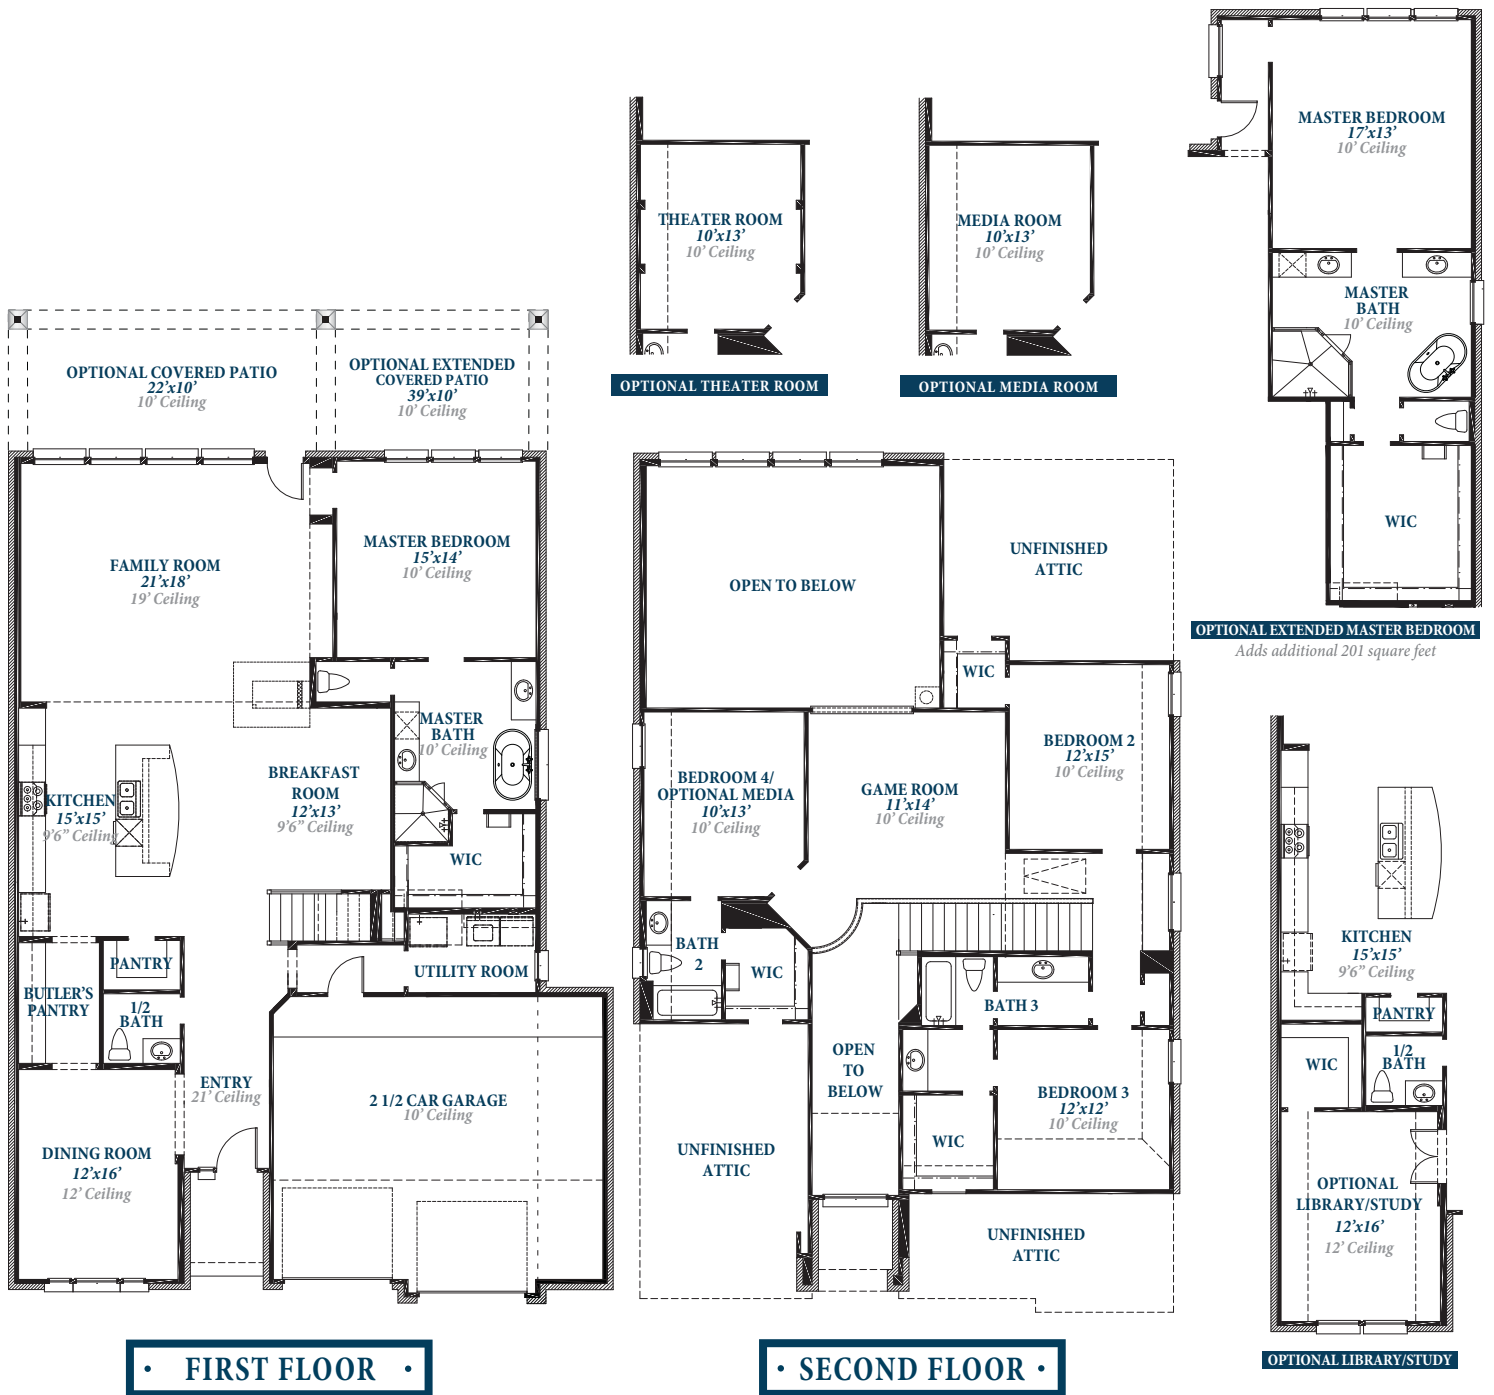 THEATER ROOM
10'x13'
10' Ceiling
OPTIONAL THEATER ROOM
MEDIA ROOM
10'x13'
10' Ceiling
OPTIONAL MEDIA ROOM
MASTER BEDROOM
17'x13'
10' Ceiling
MASTER
BATH
10' Ceiling
WIC
OPTIONAL EXTENDED MASTER BEDROOM
Adds additional 201 square feet
OPTIONAL COVERED PATIO
22'x10'
10' Ceiling
OPTIONAL EXTENDED
COVERED PATIO
39'x10'
10' Ceiling
FAMILY ROOM
21'x18'
19' Ceiling
MASTER BEDROOM
15'x14'
10' Ceiling
MASTER
BATH
10' Ceiling
BREAKFAST
ROOM
12'x13'
9'6" Ceiling
KITCHEN
15'x15'
9'6" Ceiling
WIC
PANTRY
BUTLER'S
PANTRY
1/2
BATH
UTILITY ROOM
ENTRY
21' Ceiling
2 1/2 CAR GARAGE
10' Ceiling
DINING ROOM
12'x16'
12' Ceiling
• FIRST FLOOR •
OPEN TO BELOW
UNFINISHED
ATTIC
WIC
BEDROOM 2
12'x15'
10' Ceiling
BEDROOM 4/
OPTIONAL MEDIA
10'x13'
10' Ceiling
GAME ROOM
11'x14'
10' Ceiling
BATH
2
WIC
BATH 3
OPEN
TO
BELOW
BEDROOM 3
12'x12'
10' Ceiling
WIC
UNFINISHED
ATTIC
UNFINISHED
ATTIC
• SECOND FLOOR •
KITCHEN
15'x15'
9'6" Ceiling
PANTRY
WIC
1/2
BATH
OPTIONAL
LIBRARY/STUDY
12'x16'
12' Ceiling
OPTIONAL LIBRARY/STUDY